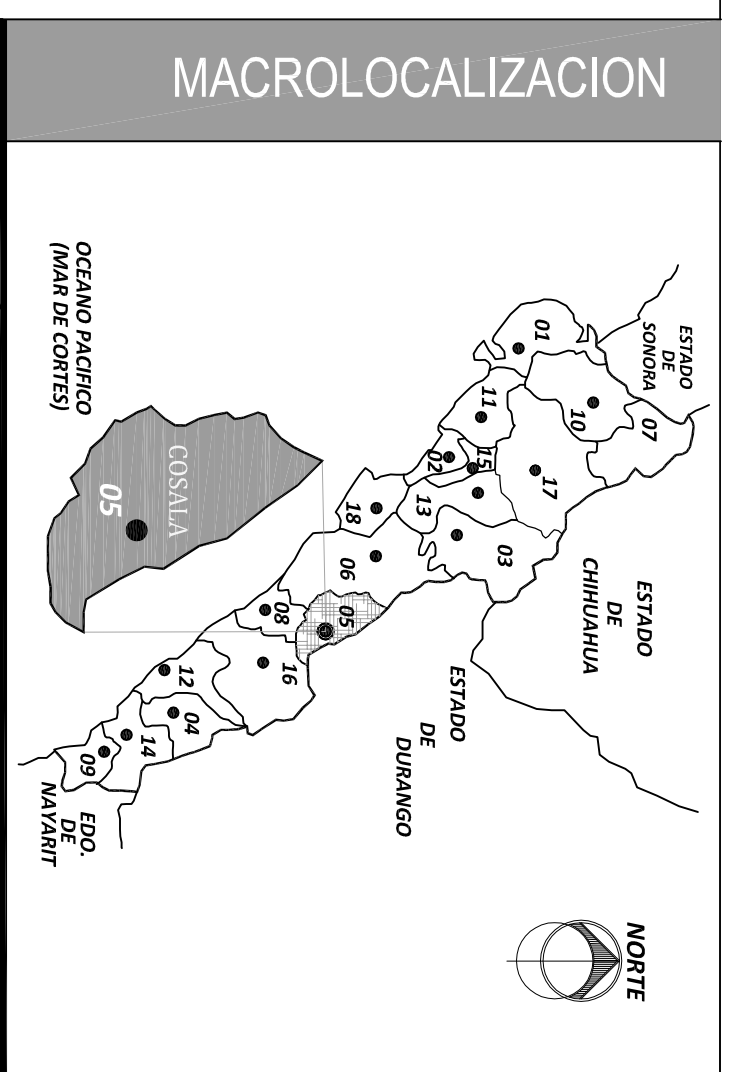 MACROLOCALIZACION
ESTADO
DE
SONORA
ESTADO
DE
CHIHUAHUA
ESTADO
DE
DURANGO
EDO.
DE
NAYARIT
OCEANO PACIFICO
(MAR DE CORTES)
NORTE
COSALA
05
01
10
07
11
17
02
15
13
03
18
06
05
08
16
12
04
14
09